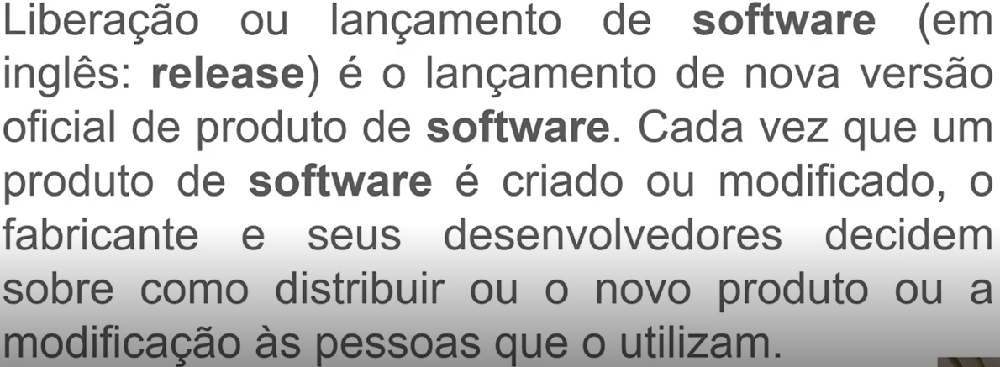 Liberação ou lançamento de software (em
inglês: release) é o lançamento de nova versão
oficial de produto de software. Cada vez que um
produto de software é criado ou modificado, o
fabricante e seus desenvolvedores decidem
sobre como distribuir ou o novo produto ou a
modificação às pessoas que o utilizam.